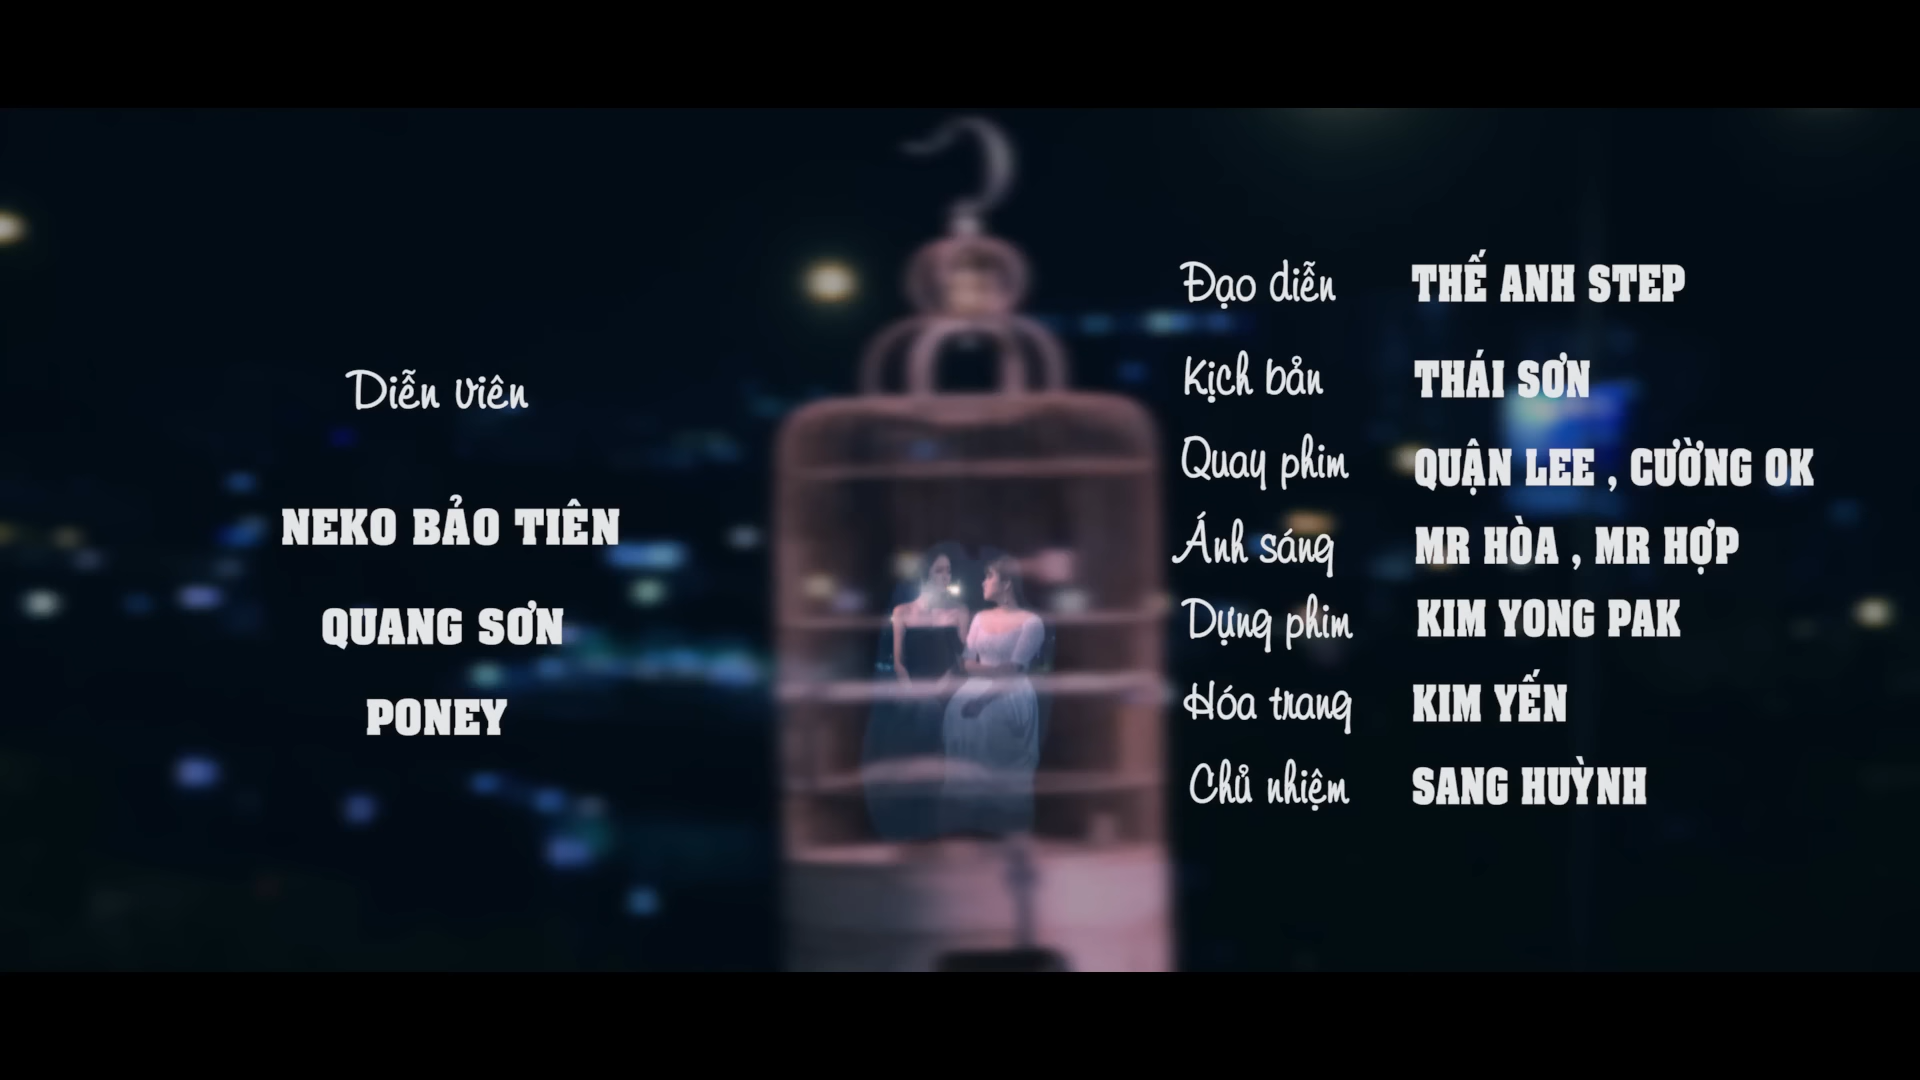 Diễn viên
NEKO BẢO TIÊN
QUANG SƠN
PONEY
Đạo diễn THẾ ANH STEP
Kịch bản THÁI SƠN
Quay phim QUẬN LEE , CƯỜNG OK
Ánh sáng MR HÒA , MR HỢP
Dựng phim KIM YONG PAK
Hóa trang KIM YẾN
Chủ nhiệm SANG HUỲNH